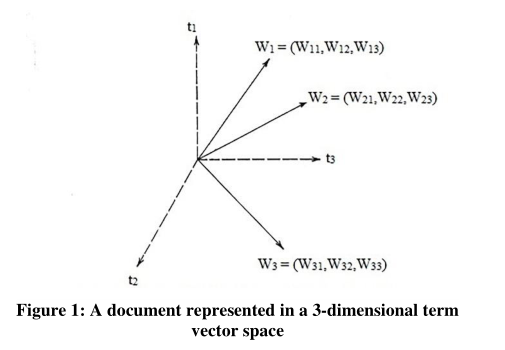 t1
W1 = (W11,W12,W13)
W2 = (W21,W22,W23)
t3
W3 = (W31,W32,W33)
t2
Figure 1: A document represented in a 3-dimensional term
vector space